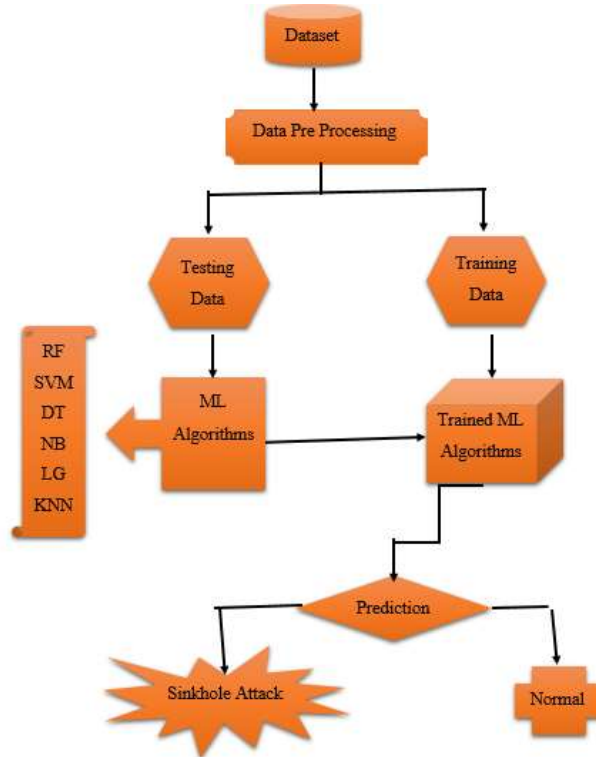 Dataset
Data Pre Processing
Testing
Data
Training
Data
RF
SVM
DT
NB
LG
KNN
ML
Algorithms
Trained ML
Algorithms
Prediction
Sinkhole Attack
Normal